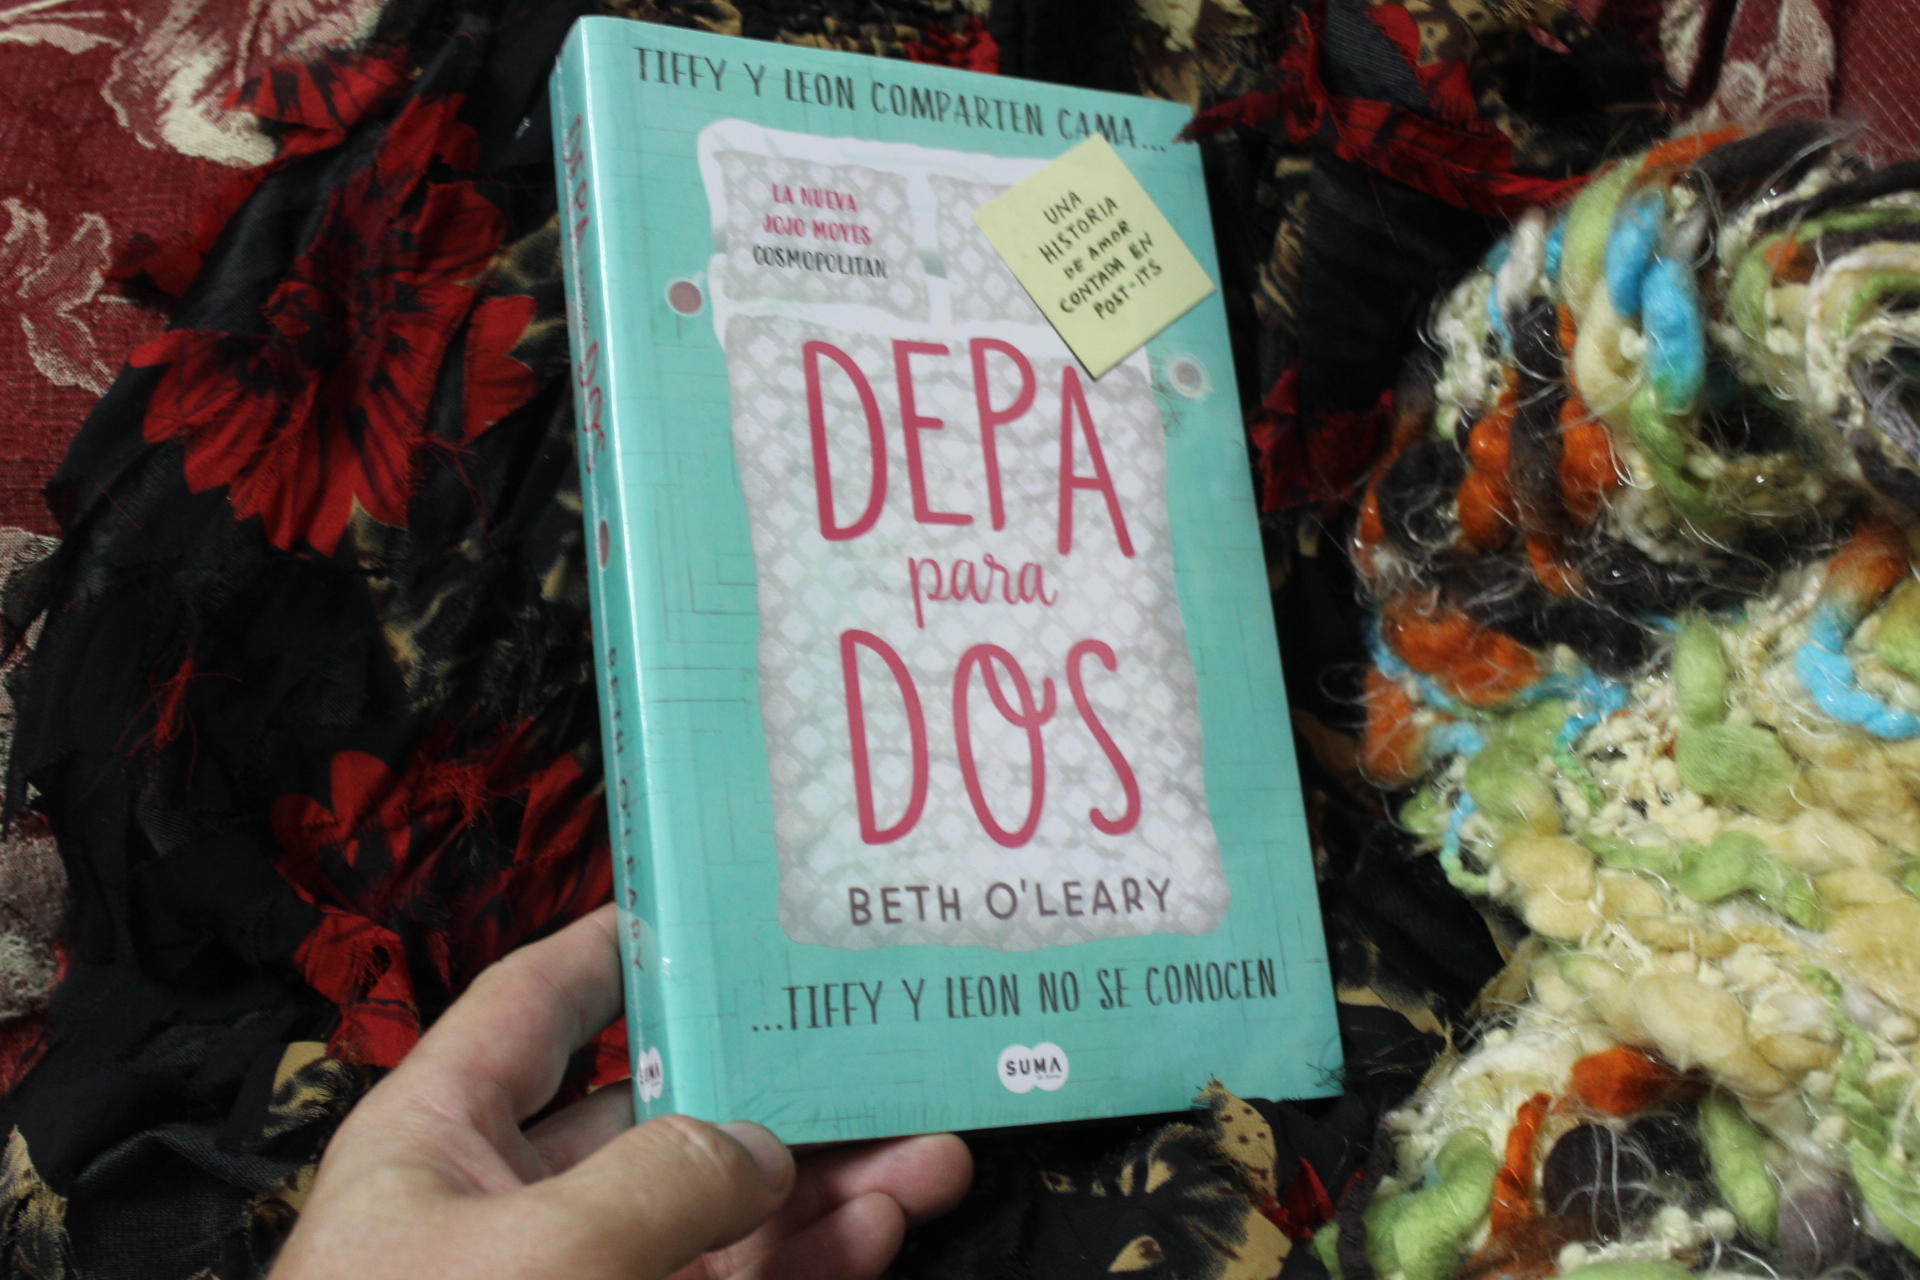 TIFFY Y LEON COMPARTEN CAMA...
LA NUEVA
JOJO MOYES
COSMOPOLITAN
UNA
HISTORIA
DE AMOR
CONTADA EN
POST-ITS
DEPA
para
DOS
BETH O'LEARY
...TIFFY Y LEON NO SE CONOCEN
SUMA
DEPA para DOS
BETH O'LEARY
SUMA